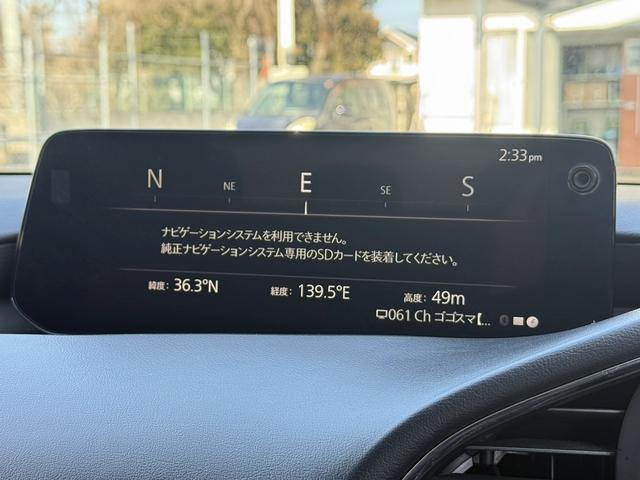 2:33pm
N NE E SE S
ナビゲーションシステムを利用できません。
純正ナビゲーションシステム専用のSDカードを装着してください。
緯度: 36.3°N 経度: 139.5°E 高度: 49m
061 Ch ゴゴスマ【...